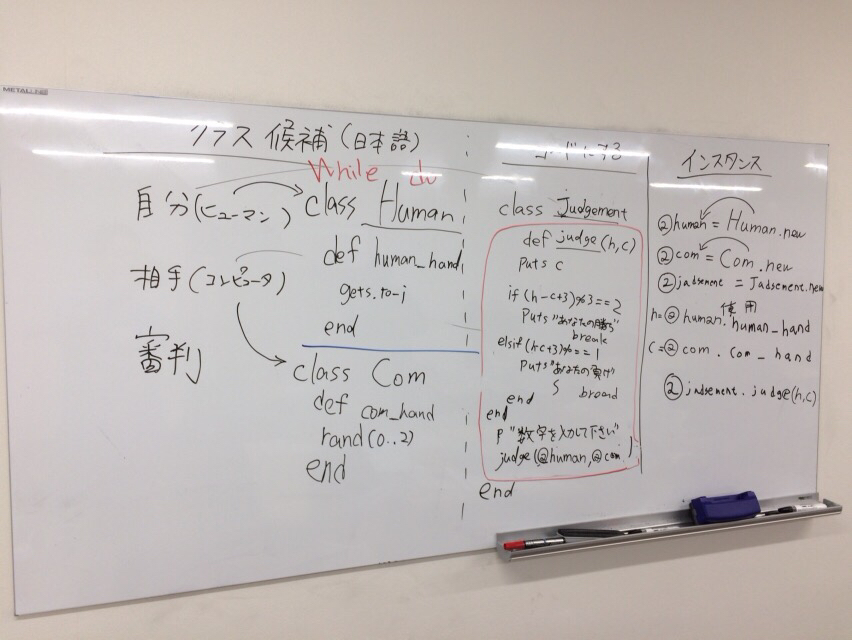 METALLINE
クラス 候補 (日本語)
While do
自分 (ヒューマン)
相手 (コンピュータ)
審判
class Human
def human_hand
gets.to-i
end
class Com
def com_hand
rand(0..2)
end
コードにする
class Judgement
def judge (h,c)
puts c
if (h-c+3)%3 == 2
puts "あなたの勝ち"
break
elsif (h-c+3)% == 1
puts "あなたの負け"
S bread
end
end
p "数字を入力して下さい"
judge (@human, @com)
end
インスタンス
@human = Human.new
@com = Com.new
@jadsement = Jadsement.new
使用
h= @human. human_hand
C= @com. com_hand
@jadsement. judge(h,c)